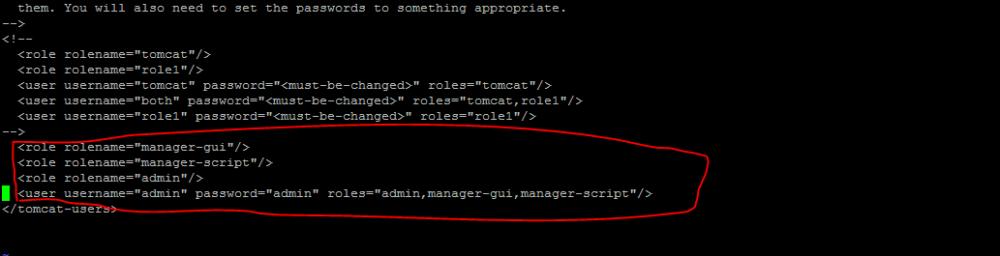 them. You will also need to set the passwords to something appropriate.
-->
<!--
<role rolename="tomcat"/>
<role rolename="role1"/>
<user username="tomcat" password="<must-be-changed>" roles="tomcat"/>
<user username="both" password="<must-be-changed>" roles="tomcat,role1"/>
<user username="role1" password="<must-be-changed>" roles="role1"/>
-->
<role rolename="manager-gui"/>
<role rolename="manager-script"/>
<role rolename="admin"/>
<user username="admin" password="admin" roles="admin,manager-gui,manager-script"/>
</tomcat-users>
~